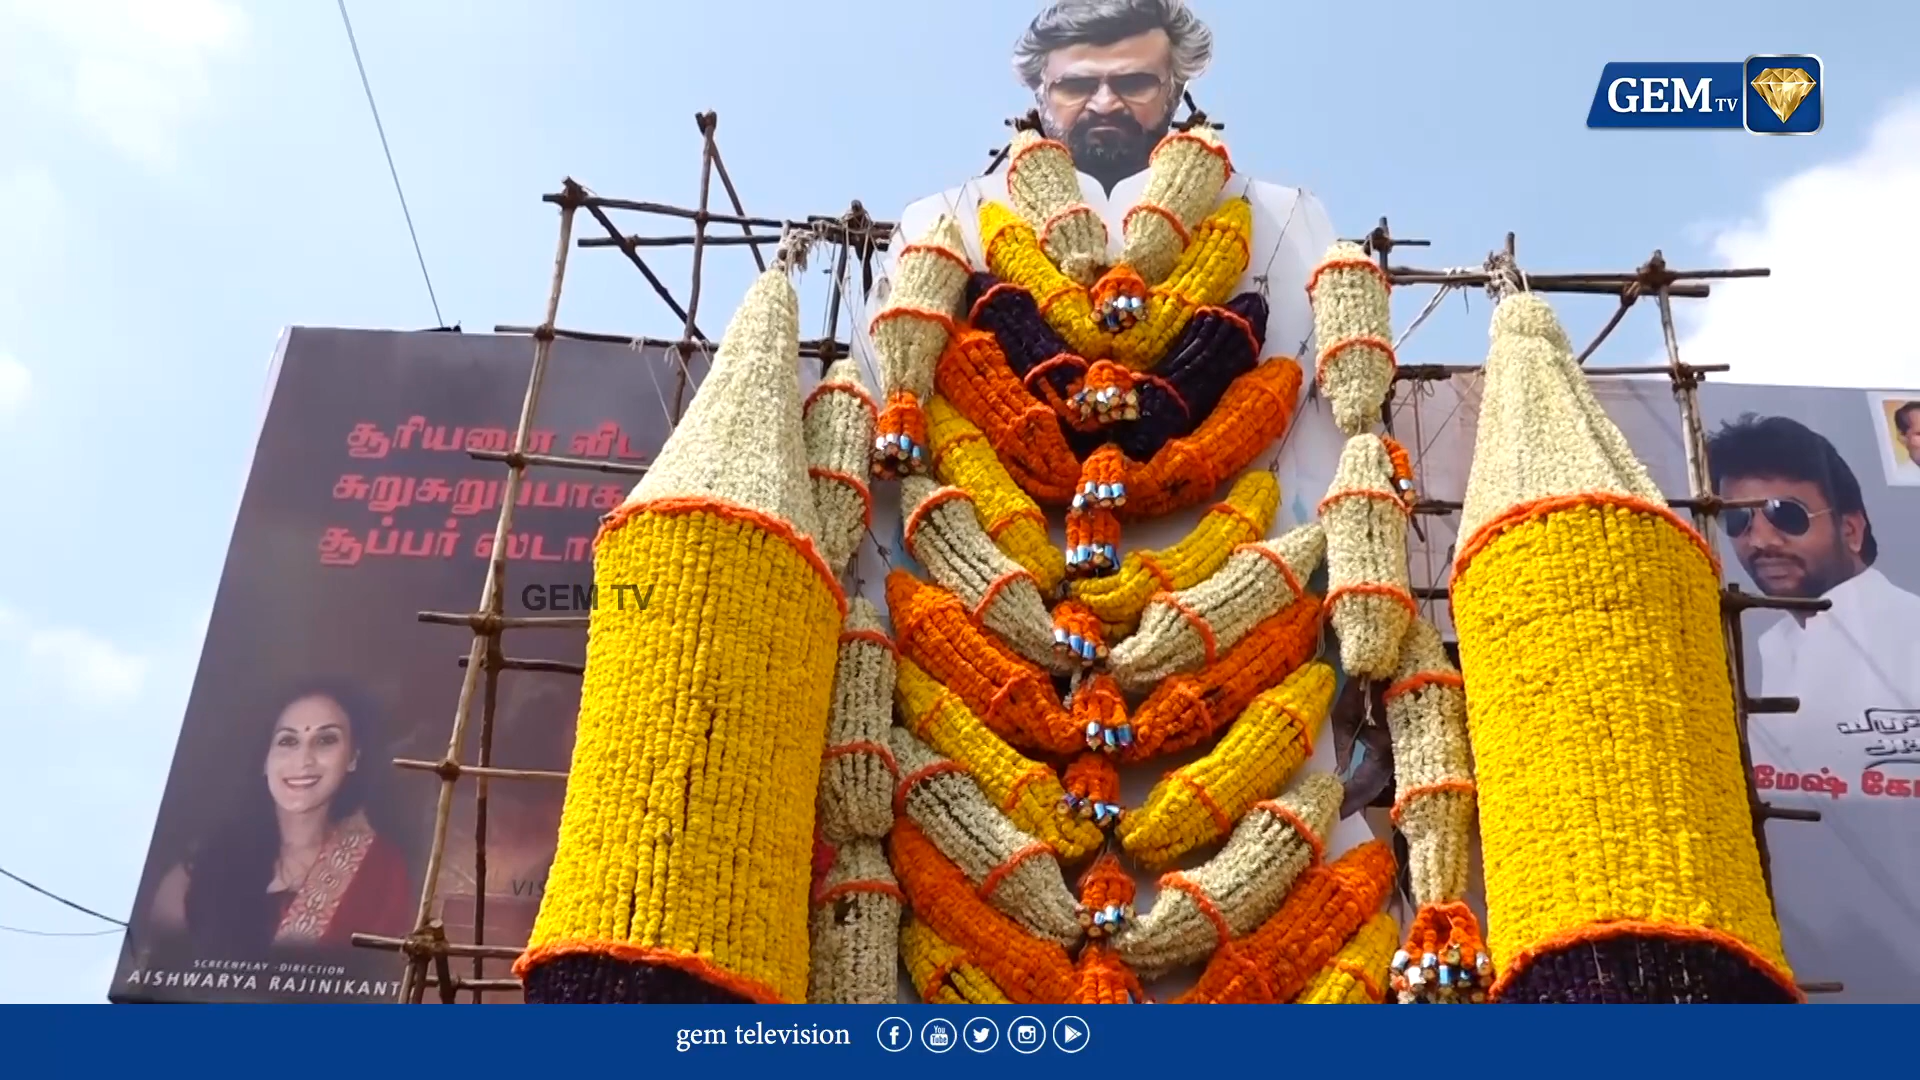 GEM TV
சூரியனை விட
சுறுசுறுப்பாக
சூப்பர்
GEM TV
SCREENPLAY - DIRECTION
AISHWARYA RAJINIKANT
gem television